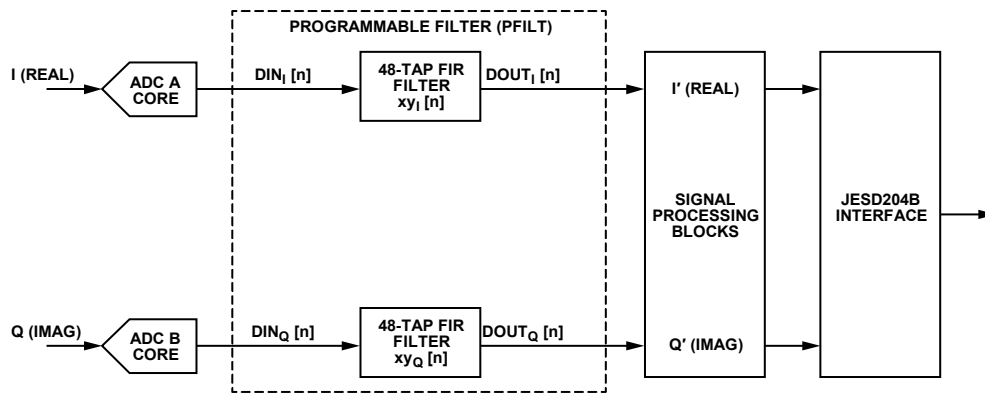 PROGRAMMABLE FILTER (PFILT)
I (REAL)
ADC A
CORE
DINI [n]
48-TAP FIR
FILTER
xyI [n]
DOUTI [n]
I′ (REAL)
SIGNAL
PROCESSING
BLOCKS
JESD204B
INTERFACE
Q (IMAG)
ADC B
CORE
DINQ [n]
48-TAP FIR
FILTER
xyQ [n]
DOUTQ [n]
Q′ (IMAG)